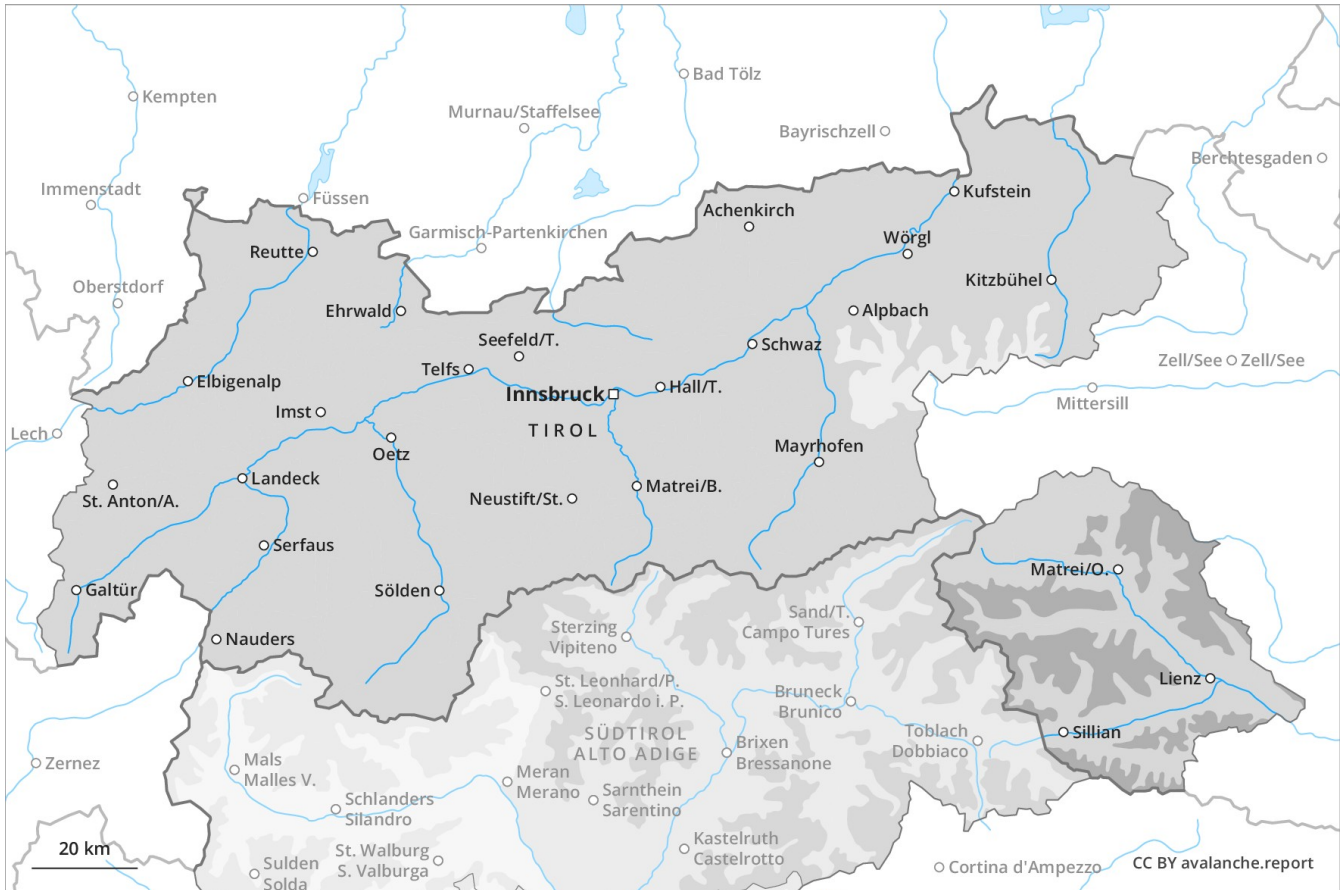 Bad Tölz
Kempten
Murnau/Staffelsee
Bayrischzell
Berchtesgaden
Immenstadt
Füssen
Kufstein
Achenkirch
Garmisch-Partenkirchen
Wörgl
Reutte
Kitzbühel
Oberstdorf
Ehrwald
Alpbach
Seefeld/T.
Schwaz
Zell/See
Zell/See
Telfs
Elbigenalp
Innsbruck
Hall/T.
Mittersill
Imst
Lech
TIROL
Oetz
Mayrhofen
Landeck
Matrei/B.
St. Anton/A.
Neustift/St.
Serfaus
Matrei/O.
Galtür
Sölden
Sand/T.
Campo Tures
Sterzing
Vipiteno
Nauders
Lienz
St. Leonhard/P.
S. Leonardo i. P.
Bruneck
Brunico
SÜDTIROL
ALTO ADIGE
Toblach
Dobbiaco
Sillian
Brixen
Bressanone
Zernez
Mals
Malles V.
Meran
Merano
Sarnthein
Sarentino
Schlanders
Silandro
Kastelruth
Castelrotto
20 km
St. Walburg
S. Valburga
Sulden
Solda
Cortina d'Ampezzo
CC BY avalanche.report